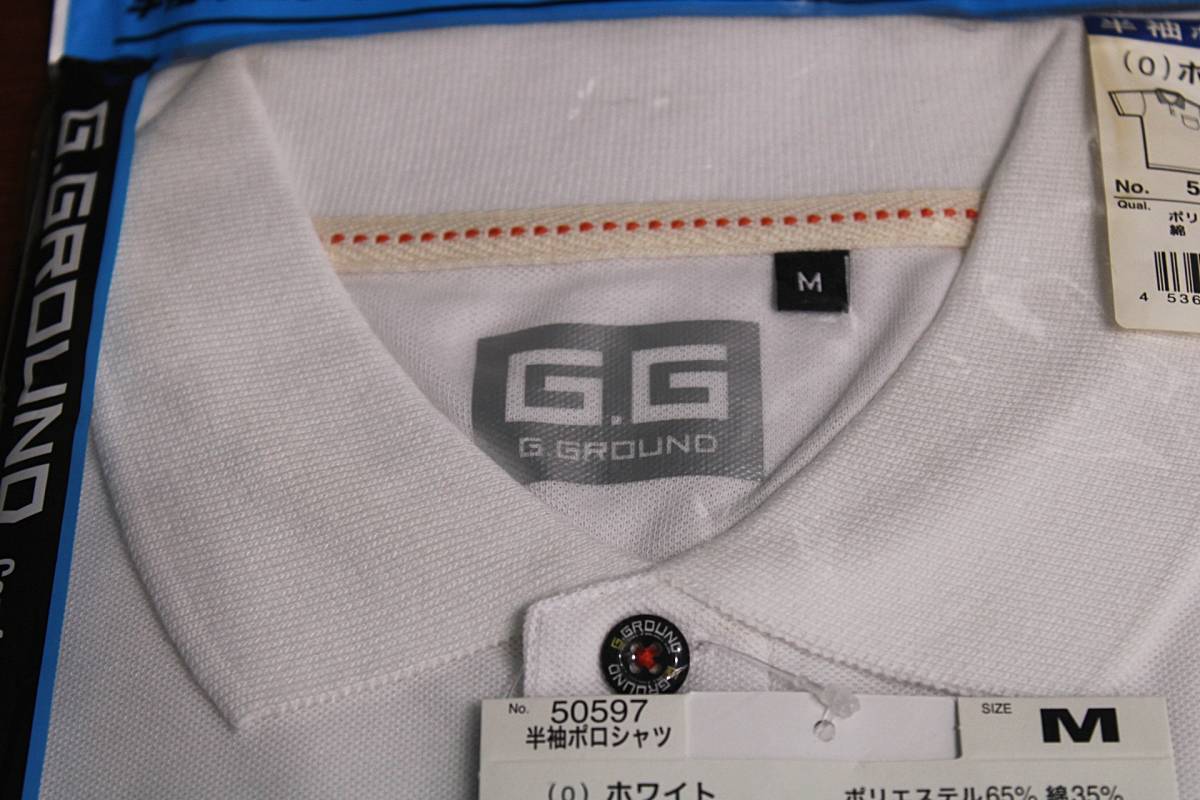 G.GROUND
半袖
(0)ホ
No. 5
Qual.
ポリ
綿
4 536
M
G.G
G.GROUND
G.GROUND
G.GROUND
No. 50597
半袖ポロシャツ
SIZE M
(0) ホワイト
ポリエステル65% 綿35%